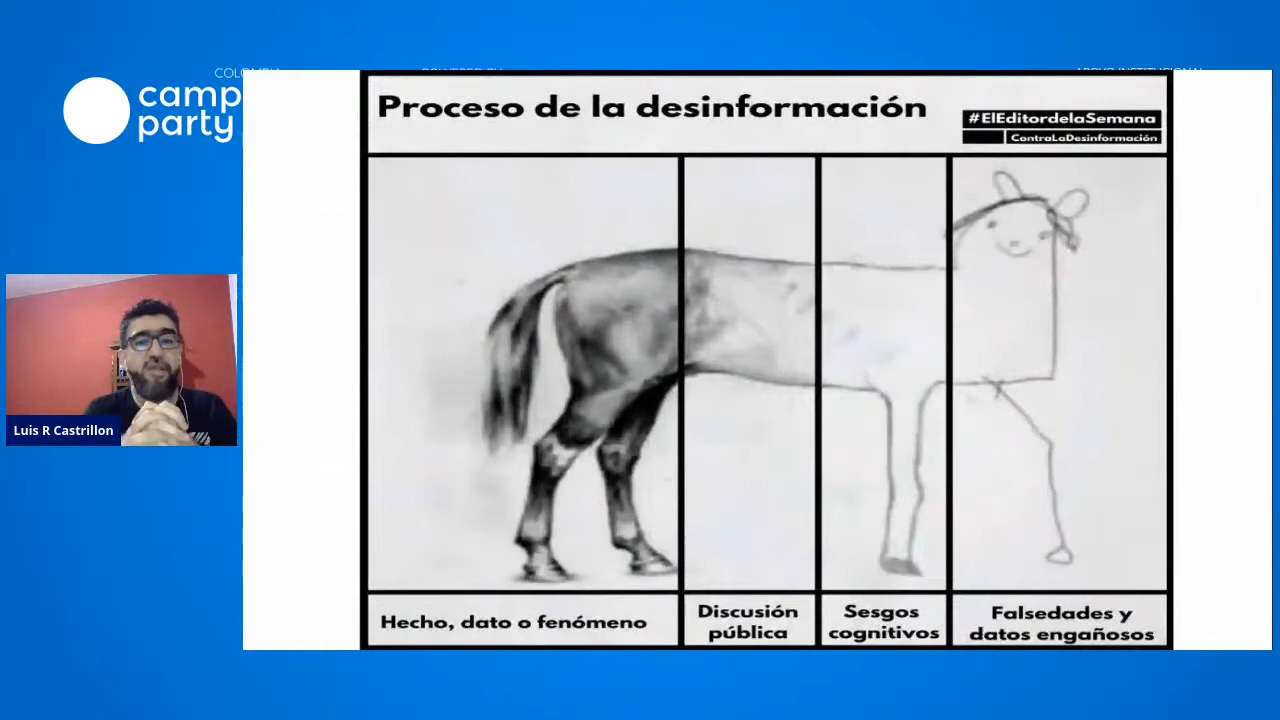 camp
party
Luis R Castrillon
Proceso de la desinformación
#ElEditordelaSemana
ContraLaDesinformación
Hecho, dato o fenómeno
Discusión
pública
Sesgos
cognitivos
Falsedades y
datos engañosos